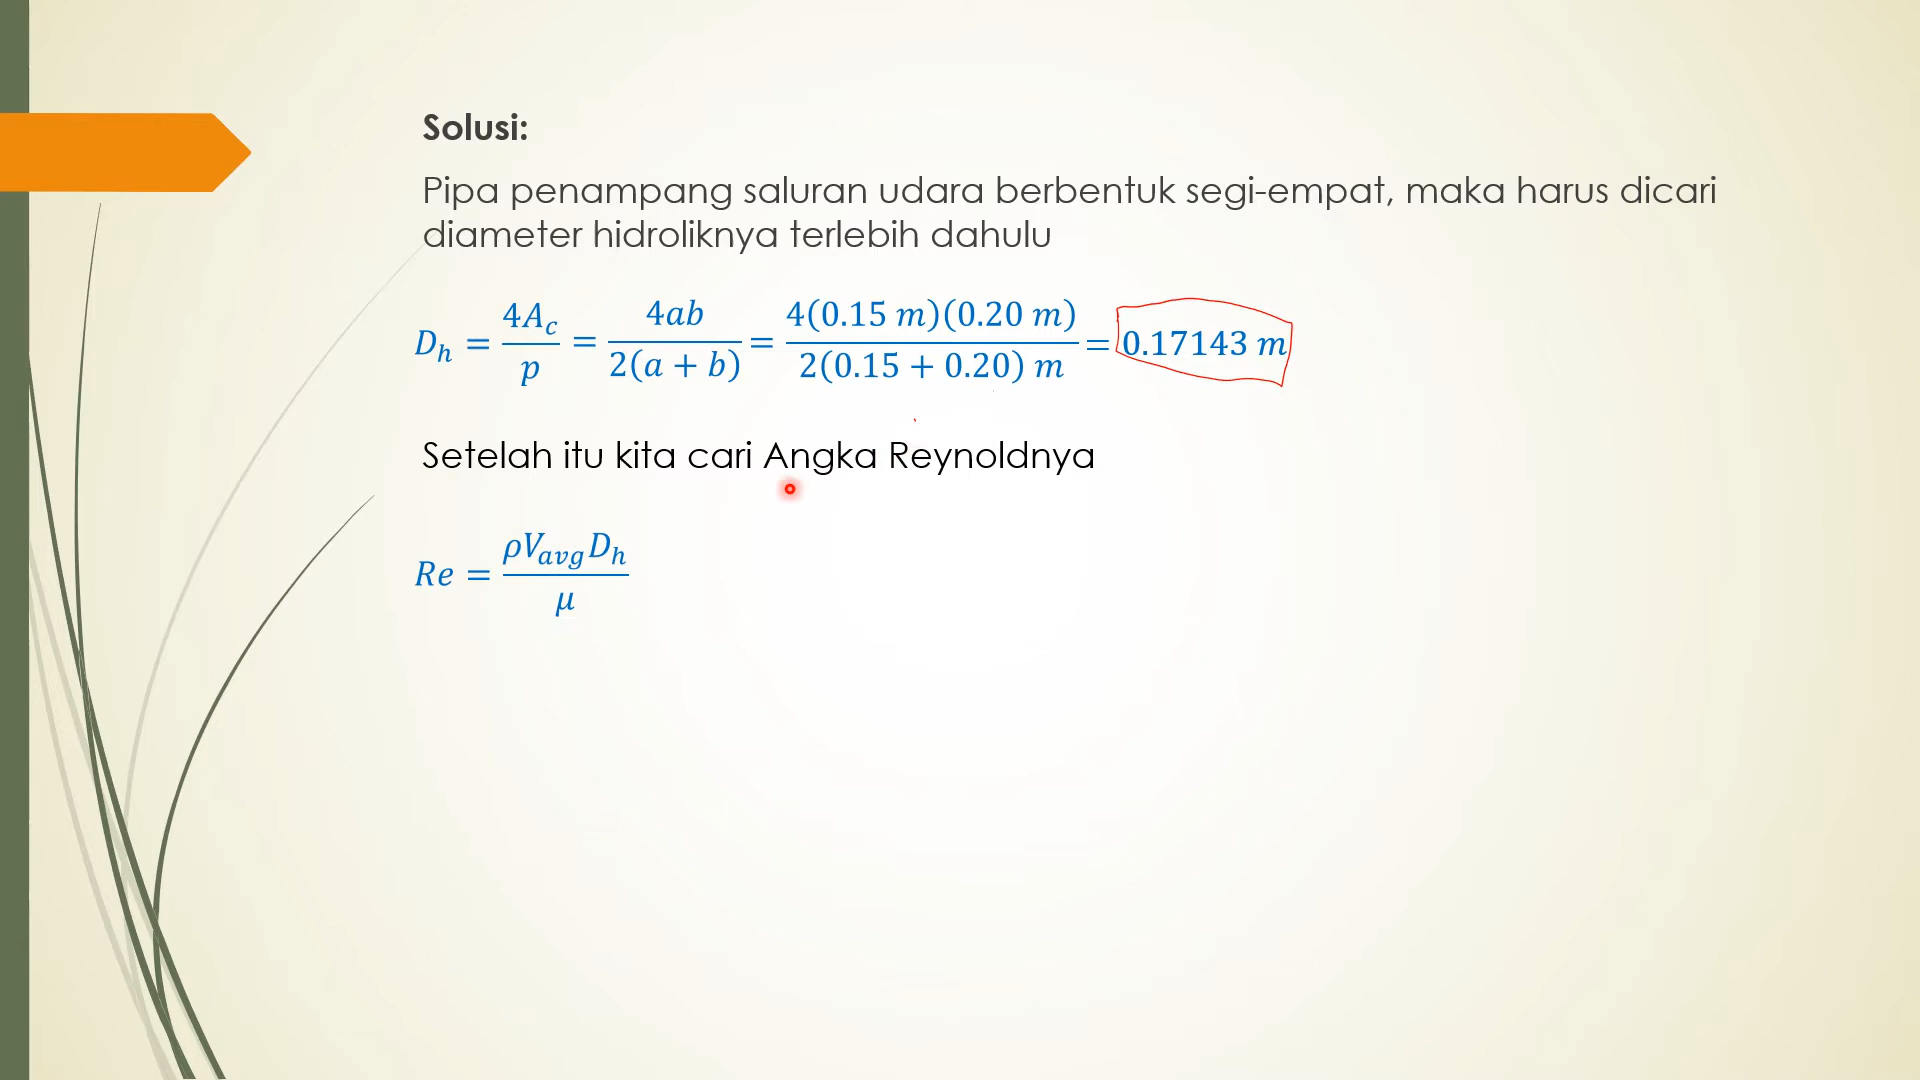 Solusi:
Pipa penampang saluran udara berbentuk segi-empat, maka harus dicari
diameter hidroliknya terlebih dahulu
D_h = 4A_c / p = 4ab / 2(a + b) = 4(0.15 m)(0.20 m) / 2(0.15 + 0.20) m = 0.17143 m
Setelah itu kita cari Angka Reynoldnya
Re = ρV_avg D_h / μ